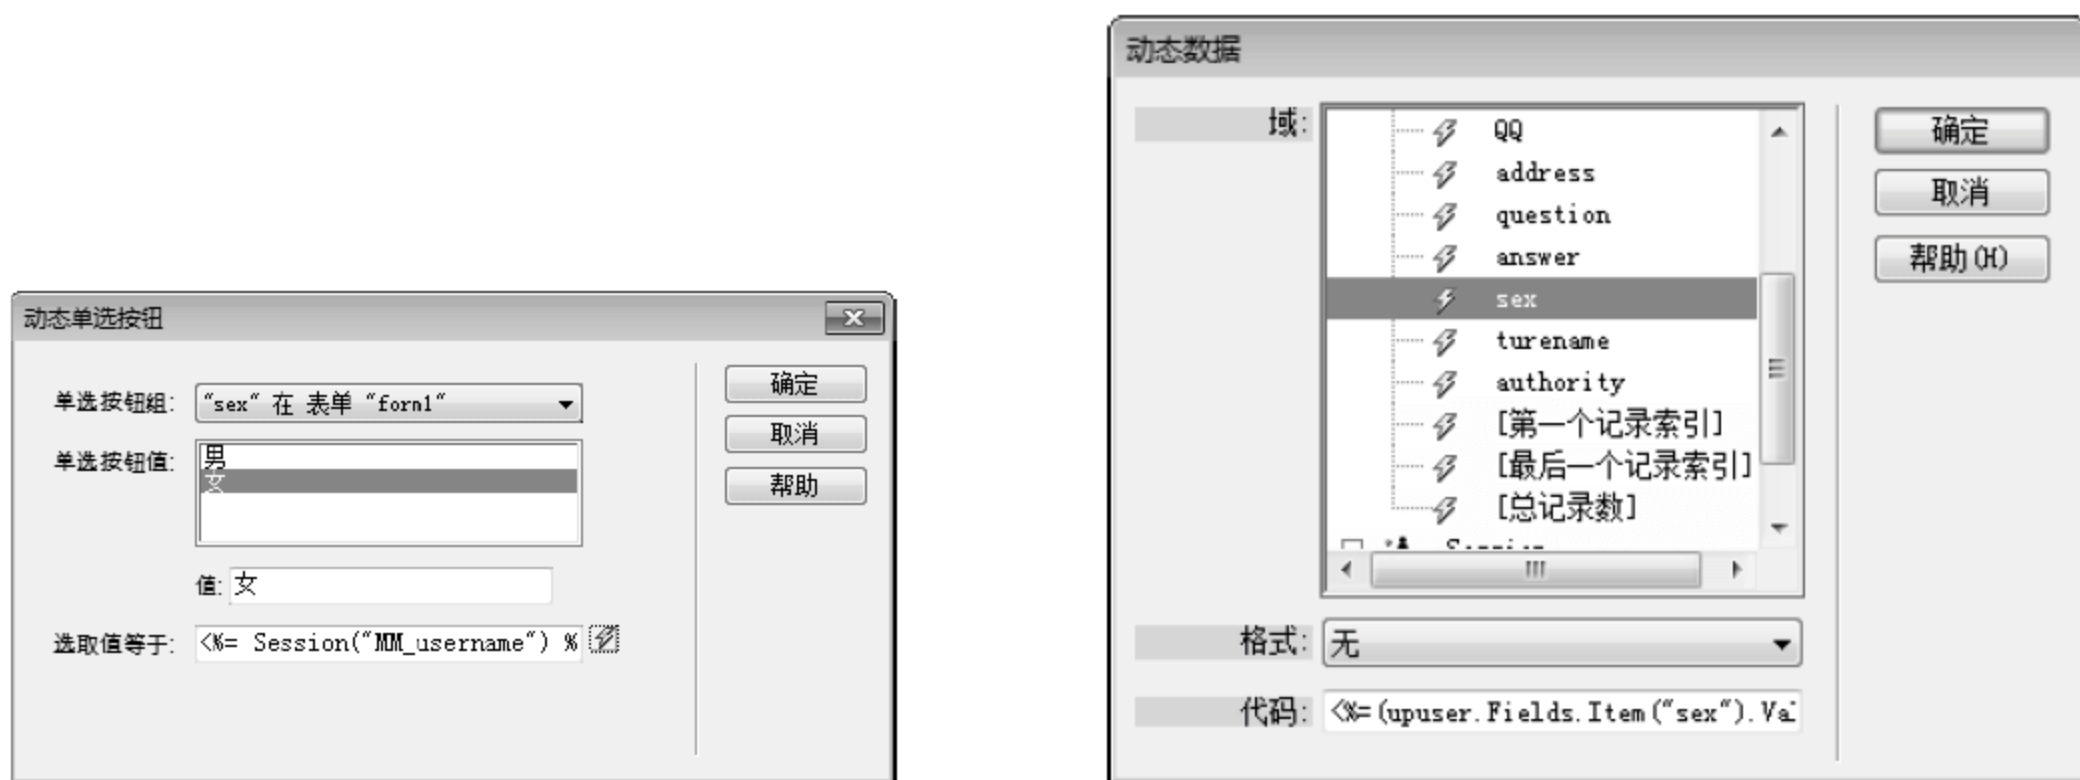 动态单选按钮
单选按钮组: "sex" 在 表单 "form1"
单选按钮值: 男
女
值: 女
选取值等于: <%= Session("MM_username") %
确定
取消
帮助
动态数据
域:
QQ
address
question
answer
sex
turename
authority
[第一个记录索引]
[最后一个记录索引]
[总记录数]
格式: 无
代码: <%=(upuser.Fields.Item("sex").Va
确定
取消
帮助(H)